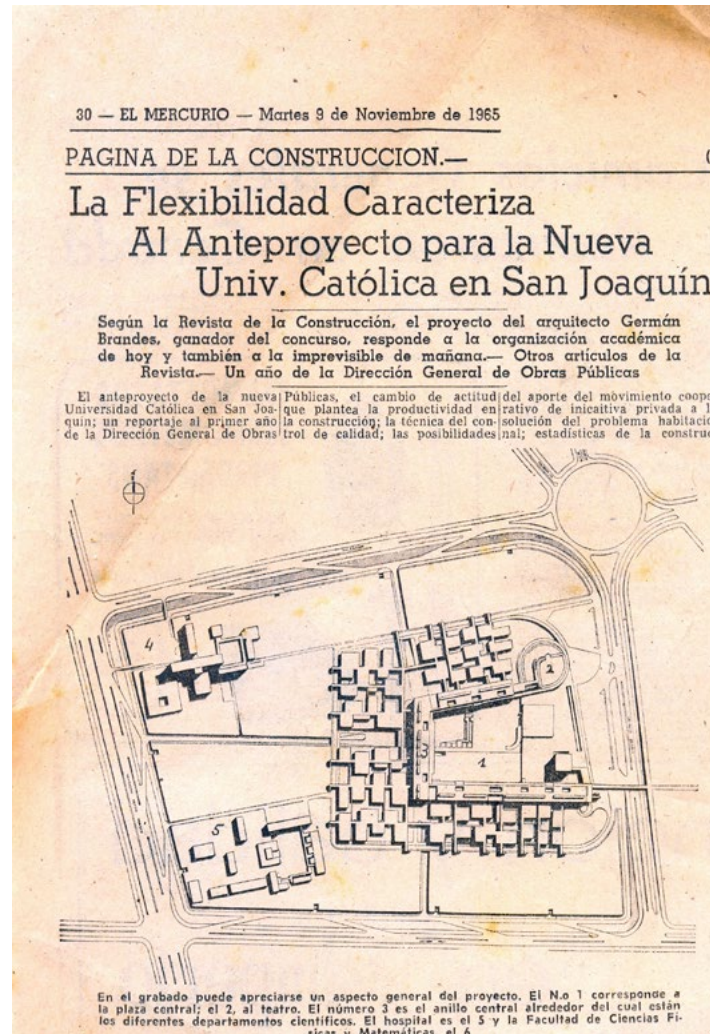 30 — EL MERCURIO — Martes 9 de Noviembre de 1965
PAGINA DE LA CONSTRUCCION.—
La Flexibilidad Caracteriza
Al Anteproyecto para la Nueva
Univ. Católica en San Joaquín
Según la Revista de la Construcción, el proyecto del arquitecto Germán
Brandes, ganador del concurso, responde a la organización académica
de hoy y también a la imprevisible de mañana.— Otros artículos de la
Revista.— Un año de la Dirección General de Obras Públicas
El anteproyecto de la nueva
Universidad Católica en San Joa-
quín; un reportaje al primer año
de la Dirección General de Obras
Públicas, el cambio de actitud
que plantea la productividad en
la construcción; la técnica del con-
trol de calidad; las posibilidades
del aporte del movimiento coope
rativo de inicaitiva privada a l
solución del problema habitacio
nal; estadísticas de la construc
4
2
3
1
5
En el grabado puede apreciarse un aspecto general del proyecto. El N.o 1 corresponde a
la plaza central; el 2, al teatro. El número 3 es el anillo central alrededor del cual están
los diferentes departamentos científicos. El hospital es el 5 y la Facultad de Ciencias Fí-
sicas y Matemáticas, el 6